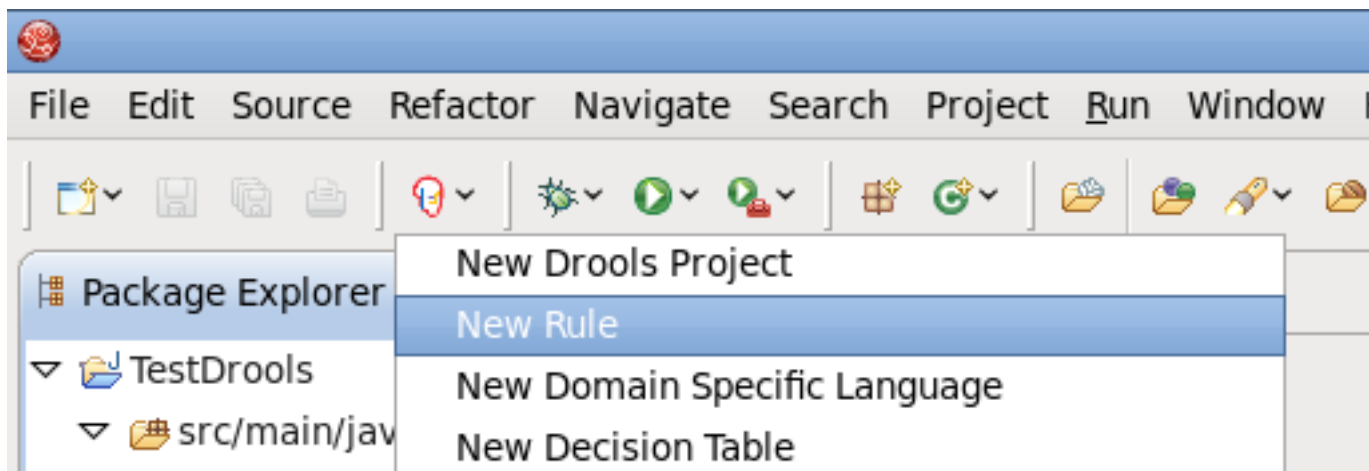 File Edit Source Refactor Navigate Search Project Run Window
New Drools Project
Package Explorer
New Rule
TestDrools
New Domain Specific Language
src/main/jav
New Decision Table